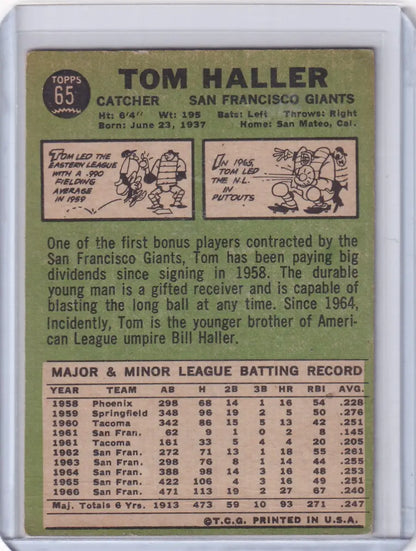 TOPPS
65
TOM HALLER
CATCHER SAN FRANCISCO GIANTS
Ht: 6'4" Wt: 195 Bats: Left Throws: Right
Born: June 23, 1937 Home: San Mateo, Cal.
TOM LED THE
EASTERN LEAGUE
WITH A .990
FIELDING
AVERAGE IN
1959
IN 1965,
TOM LED
THE N.L.
IN
PUTOUTS
One of the first bonus players contracted by the
San Francisco Giants, Tom has been paying big
dividends since signing in 1958. The durable
young man is a gifted receiver and is capable of
blasting the long ball at any time. Since 1964,
Incidently, Tom is the younger brother of Ameri-
can League umpire Bill Haller.
MAJOR & MINOR LEAGUE BATTING RECORD
YEAR TEAM AB H 2B 3B HR RBI AVG.
1958 Phoenix 298 68 14 1 16 54 .228
1959 Springfield 348 96 19 2 5 50 .276
1960 Tacoma 342 86 15 5 13 42 .251
1961 San Fran. 62 9 1 0 2 8 .145
1961 Tacoma 161 33 5 4 4 20 .205
1962 San Fran. 272 71 13 1 18 55 .261
1963 San Fran. 298 76 8 1 14 44 .255
1964 San Fran. 388 98 14 3 16 48 .253
1965 San Fran. 422 106 4 3 16 49 .251
1966 San Fran. 471 113 19 2 27 67 .240
Maj. Totals 6 Yrs. 1913 473 59 10 93 271 .247
©T.C.G. PRINTED IN U.S.A.